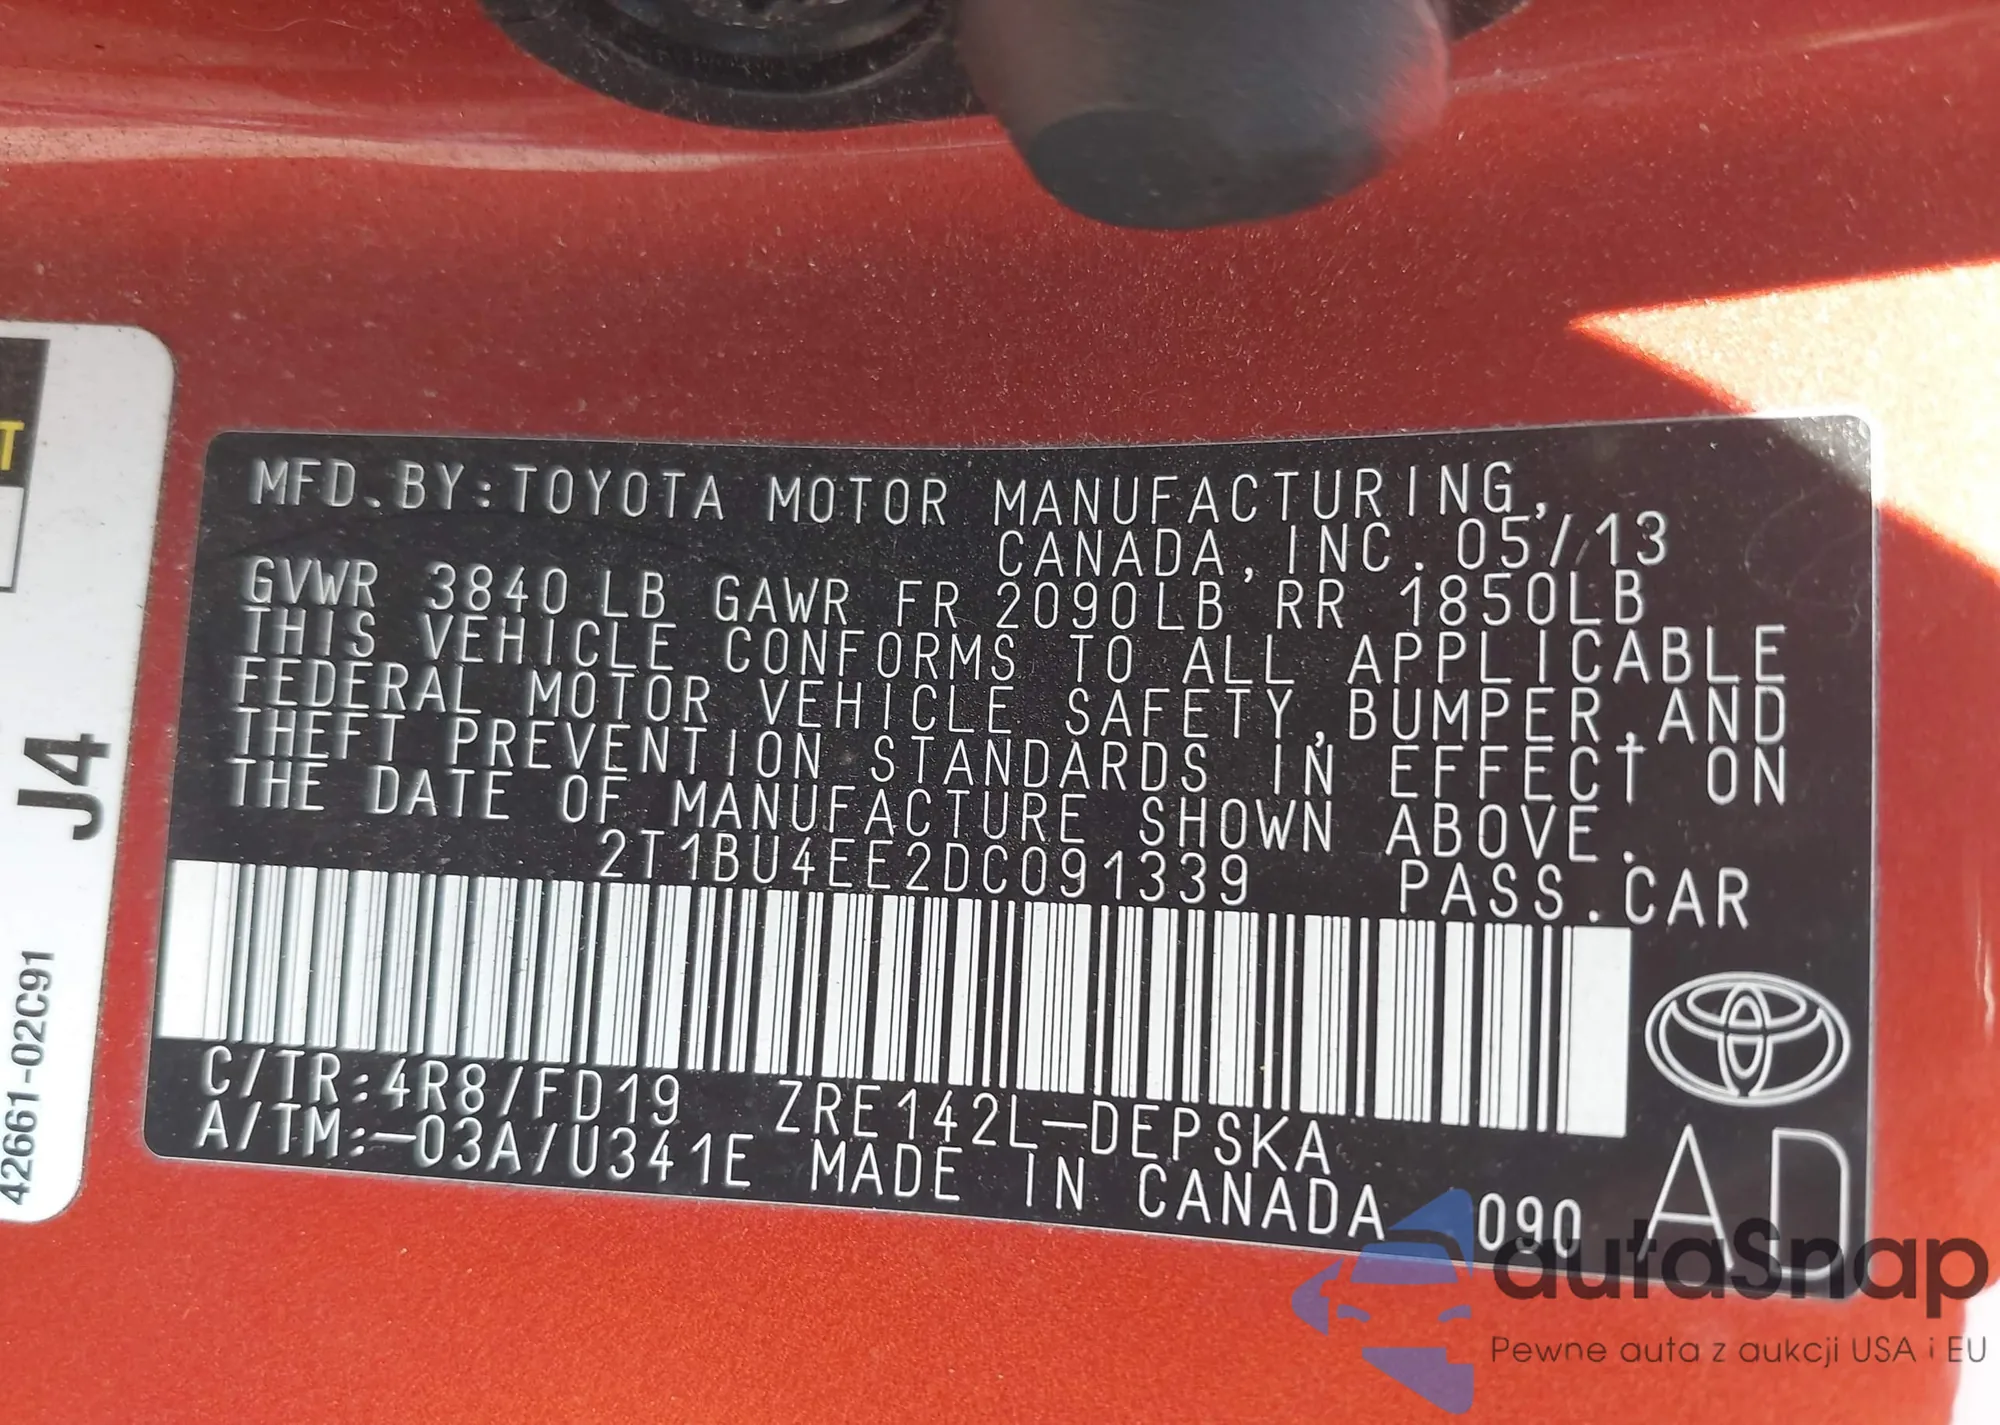 MFD.BY:TOYOTA MOTOR MANUFACTURING,
CANADA,INC. 05/13
GVWR 3840LB GAWR FR 2090LB RR 1850LB
THIS VEHICLE CONFORMS TO ALL APPLICABLE
FEDERAL MOTOR VEHICLE SAFETY,BUMPER,AND
THEFT PREVENTION STANDARDS IN EFFECT ON
THE DATE OF MANUFACTURE SHOWN ABOVE.
2T1BU4EE2DC091339 PASS.CAR
C/TR:4R8/FD19 ZRE142L-DEPSKA
A/TM:-03A/U341E MADE IN CANADA 090
AD
T
J4
42661-02C91
autaSnap
Pewne auta z aukcji USA i EU